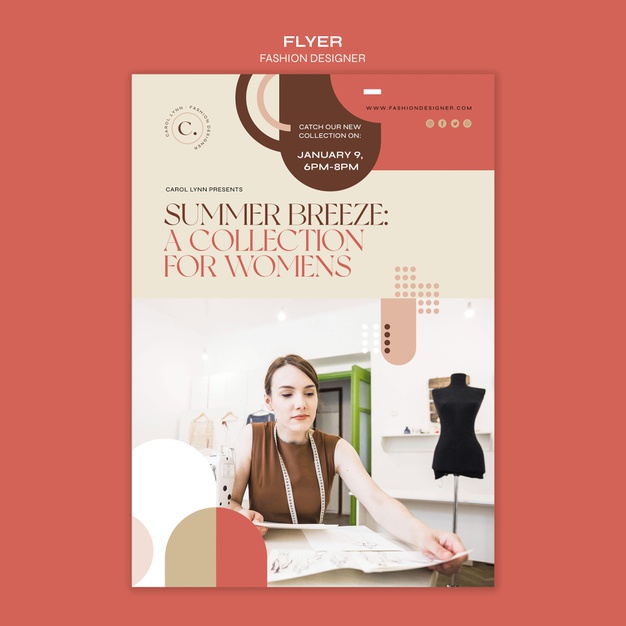 FLYER
FASHION DESIGNER
CAROL LYNN - FASHION DESIGNER
C.
CATCH OUR NEW
COLLECTION ON:
JANUARY 9,
6PM-8PM
WWW.FASHIONDESIGNER.COM
CAROL LYNN PRESENTS
SUMMER BREEZE:
A COLLECTION
FOR WOMENS